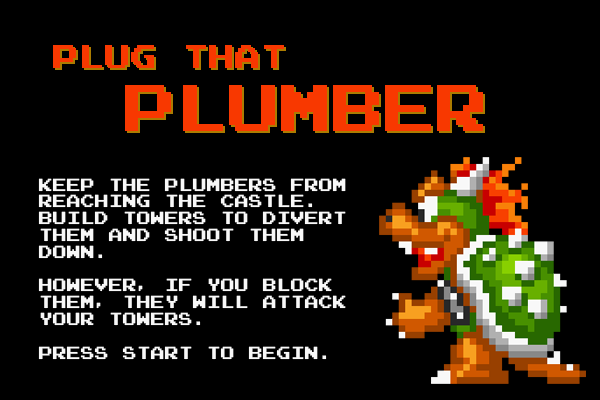 PLUG THAT
PLUMBER
KEEP THE PLUMBERS FROM
REACHING THE CASTLE.
BUILD TOWERS TO DIVERT
THEM AND SHOOT THEM
DOWN.
HOWEVER, IF YOU BLOCK
THEM, THEY WILL ATTACK
YOUR TOWERS.
PRESS START TO BEGIN.